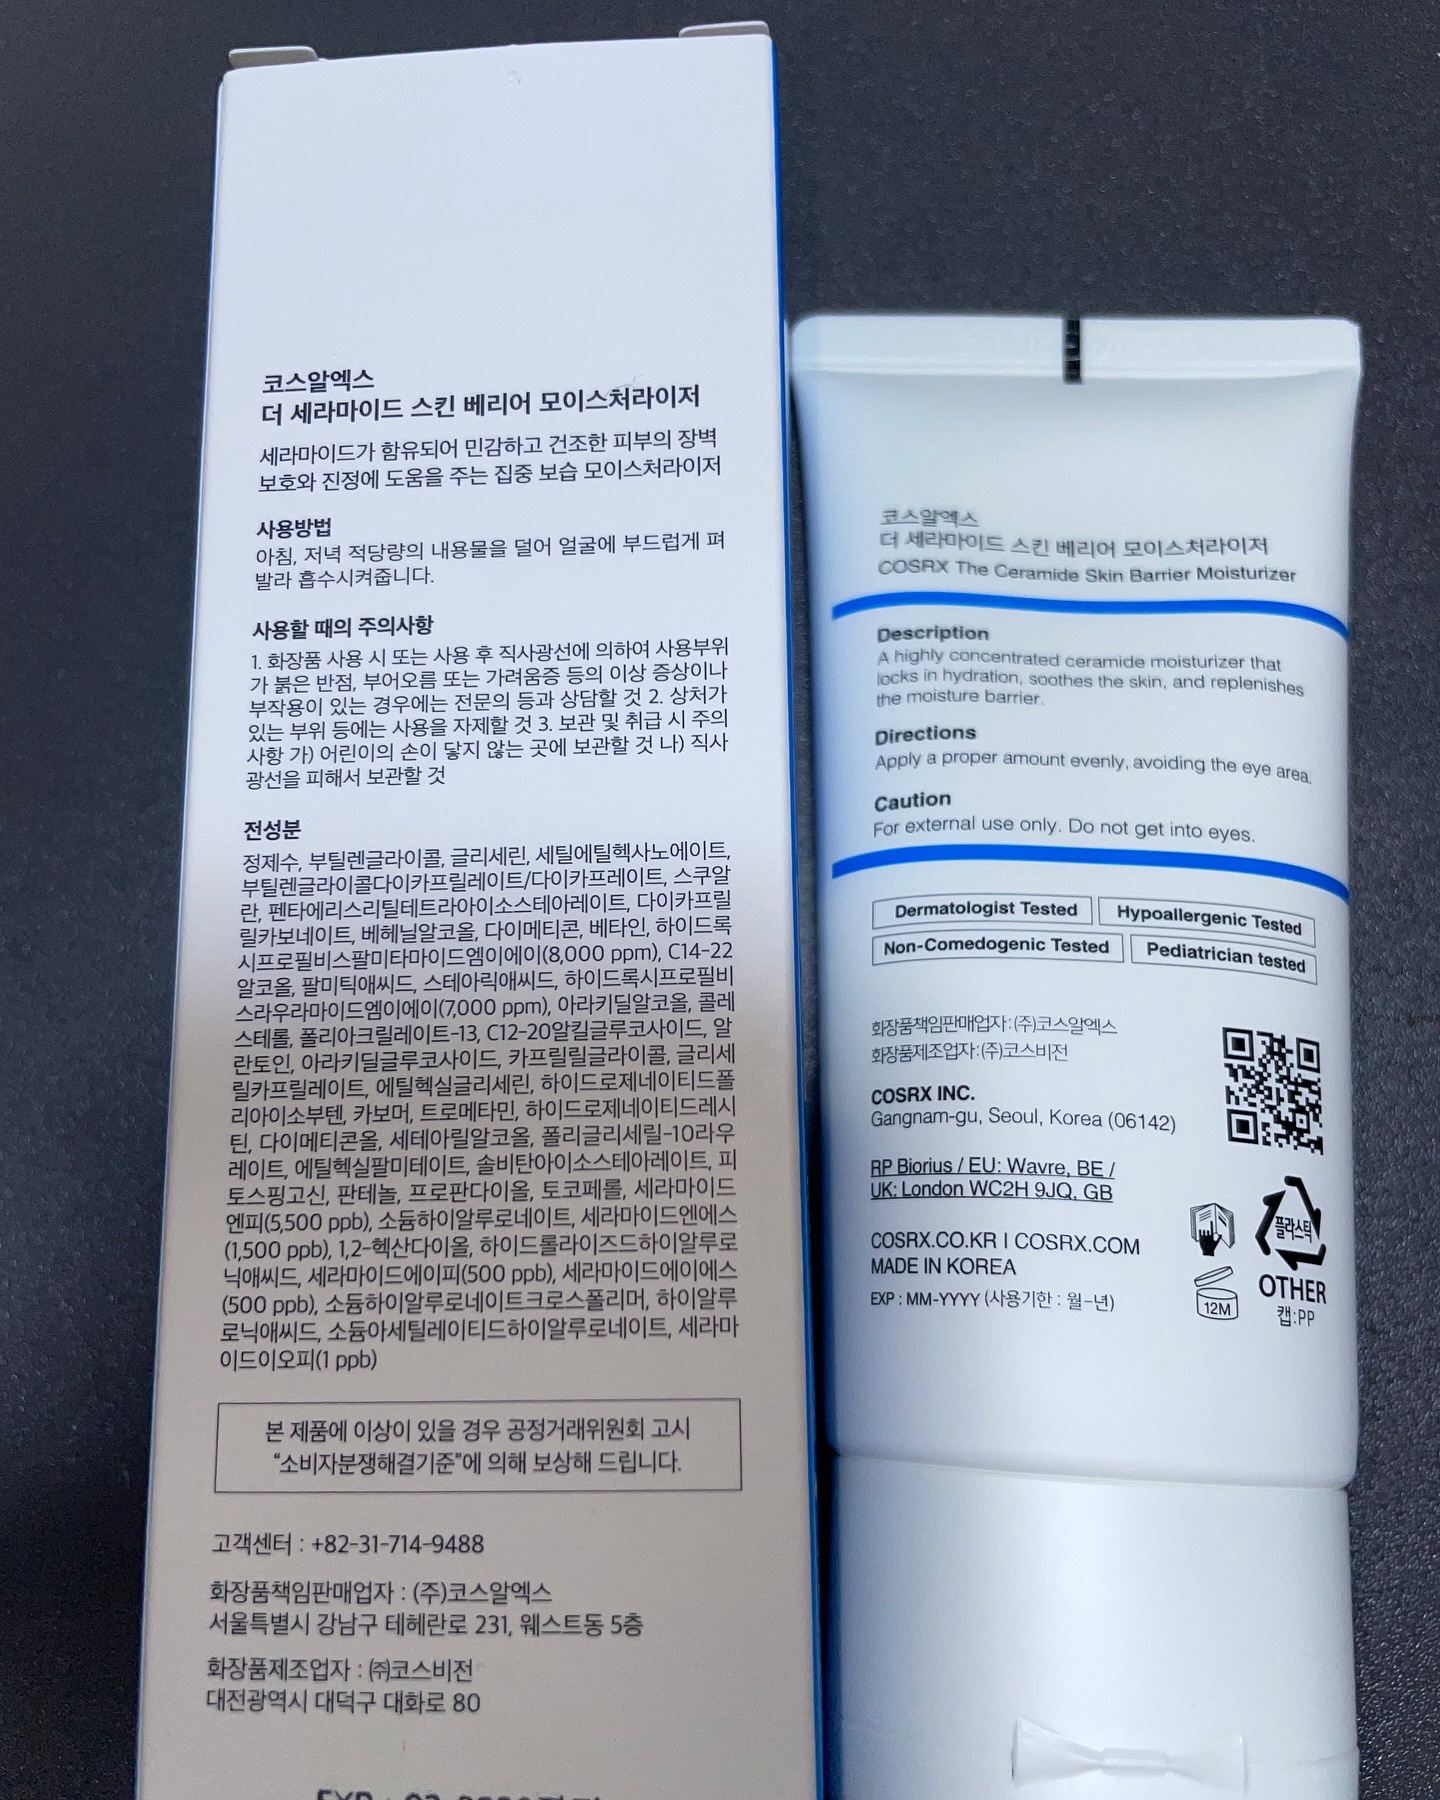 코스알엑스
더 세라마이드 스킨 베리어 모이스처라이저
세라마이드가 함유되어 민감하고 건조한 피부의 장벽
보호와 진정에 도움을 주는 집중 보습 모이스처라이저
사용방법
아침, 저녁 적당량의 내용물을 덜어 얼굴에 부드럽게 펴
발라 흡수시켜줍니다.
사용할 때의 주의사항
1. 화장품 사용 시 또는 사용 후 직사광선에 의하여 사용부위
가 붉은 반점, 부어오름 또는 가려움증 등의 이상 증상이나
부작용이 있는 경우에는 전문의 등과 상담할 것 2. 상처가
있는 부위 등에는 사용을 자제할 것 3. 보관 및 취급 시 주의
사항 가) 어린이의 손이 닿지 않는 곳에 보관할 것 나) 직사
광선을 피해서 보관할 것
전성분
정제수, 부틸렌글라이콜, 글리세린, 세틸에틸헥사노에이트,
부틸렌글라이콜다이카프릴레이트/다이카프레이트, 스쿠알
란, 펜타에리스리틸테트라아이소스테아레이트, 다이카프릴
릴카보네이트, 베헤닐알코올, 다이메티콘, 베타인, 하이드록
시프로필비스팔미타마이드엠이에이(8,000 ppm), C14-22
알코올, 팔미틱애씨드, 스테아릭애씨드, 하이드록시프로필비
스라우라마이드엠이에이(7,000 ppm), 아라키딜알코올, 콜레
스테롤, 폴리아크릴레이트-13, C12-20알킬글루코사이드, 알
란토인, 아라키딜글루코사이드, 카프릴릴글라이콜, 글리세
릴카프릴레이트, 에틸헥실글리세린, 하이드로제네이티드폴
리아이소부텐, 카보머, 트로메타민, 하이드로제네이티드레시
틴, 다이메티콘올, 세테아릴알코올, 폴리글리세릴-10라우
레이트, 에틸헥실팔미테이트, 솔비탄아이소스테아레이트, 피
토스핑고신, 판테놀, 프로판다이올, 토코페롤, 세라마이드
엔피(5,500 ppb), 소듐하이알루로네이트, 세라마이드엔에스
(1,500 ppb), 1,2-헥산다이올, 하이드롤라이즈드하이알루로
닉애씨드, 세라마이드에이피(500 ppb), 세라마이드에이에스
(500 ppb), 소듐하이알루로네이트크로스폴리머, 하이알루
로닉애씨드, 소듐아세틸레이티드하이알루로네이트, 세라마
이드이오피(1 ppb)
본 제품에 이상이 있을 경우 공정거래위원회 고시
"소비자분쟁해결기준"에 의해 보상해 드립니다.
고객센터 : +82-31-714-9488
화장품책임판매업자 : (주)코스알엑스
서울특별시 강남구 테헤란로 231, 웨스트동 5층
화장품제조업자 : ㈜코스비전
대전광역시 대덕구 대화로 80
코스알엑스
더 세라마이드 스킨 베리어 모이스처라이저
COSRX The Ceramide Skin Barrier Moisturizer
Description
A highly concentrated ceramide moisturizer that
locks in hydration, soothes the skin, and replenishes
the moisture barrier.
Directions
Apply a proper amount evenly, avoiding the eye area.
Caution
For external use only. Do not get into eyes.
Dermatologist Tested Hypoallergenic Tested
Non-Comedogenic Tested Pediatrician tested
화장품책임판매업자:(주)코스알엑스
화장품제조업자:(주)코스비전
COSRX INC.
Gangnam-gu, Seoul, Korea (06142)
RP Biorius / EU: Wavre, BE /
UK: London WC2H 9JQ, GB
COSRX.CO.KR I COSRX.COM
MADE IN KOREA
EXP : MM-YYYY (사용기한 : 월-년)
플라스틱
OTHER
캡:PP
12M